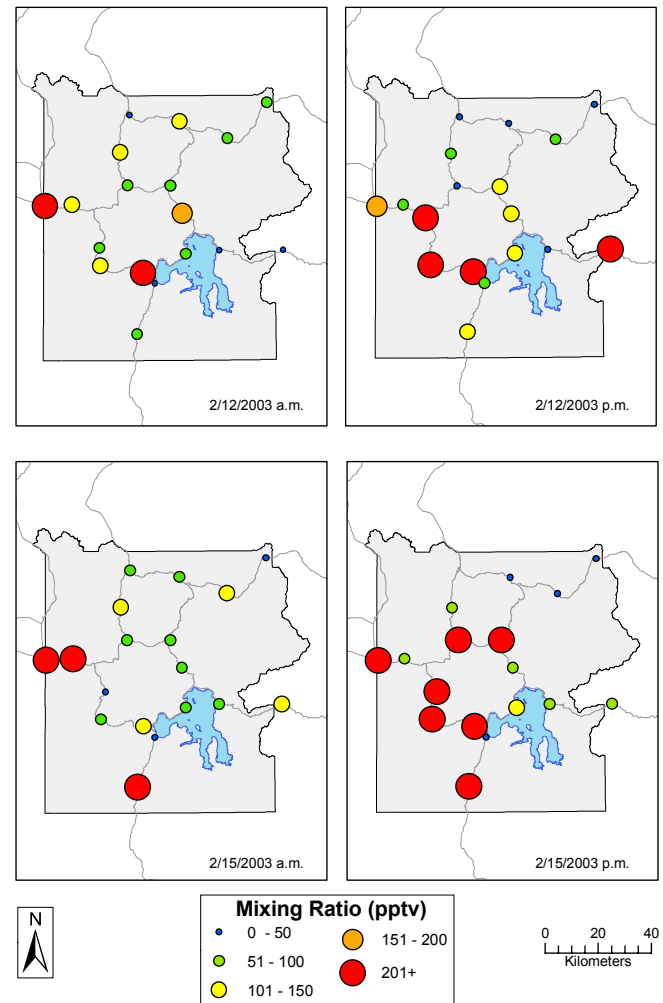 2/12/2003 a.m.
2/12/2003 p.m.
2/15/2003 a.m.
2/15/2003 p.m.
N
Mixing Ratio (pptv)
0 - 50
51 - 100
101 - 150
151 - 200
201+
0 20 40
Kilometers